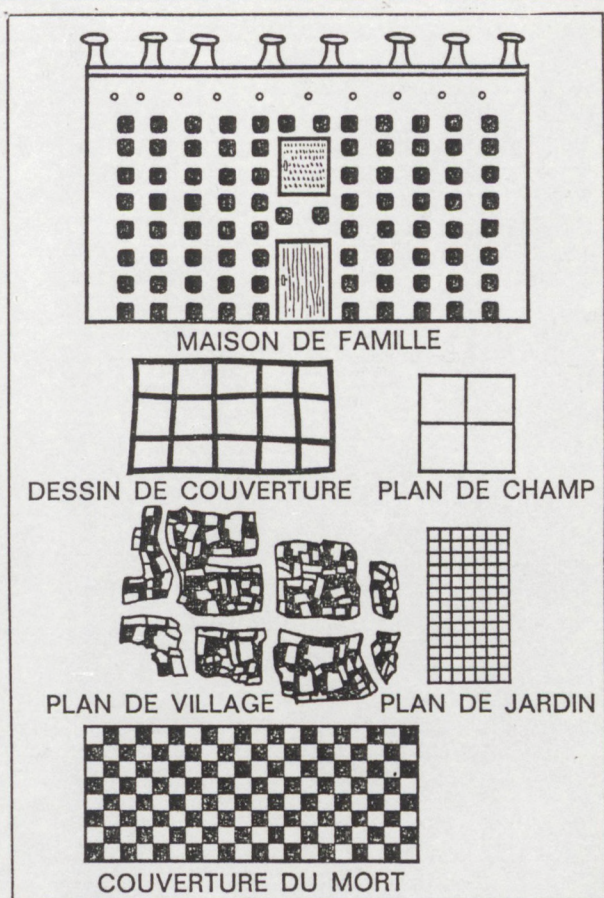 MAISON DE FAMILLE
DESSIN DE COUVERTURE PLAN DE CHAMP
PLAN DE VILLAGE PLAN DE JARDIN
COUVERTURE DU MORT